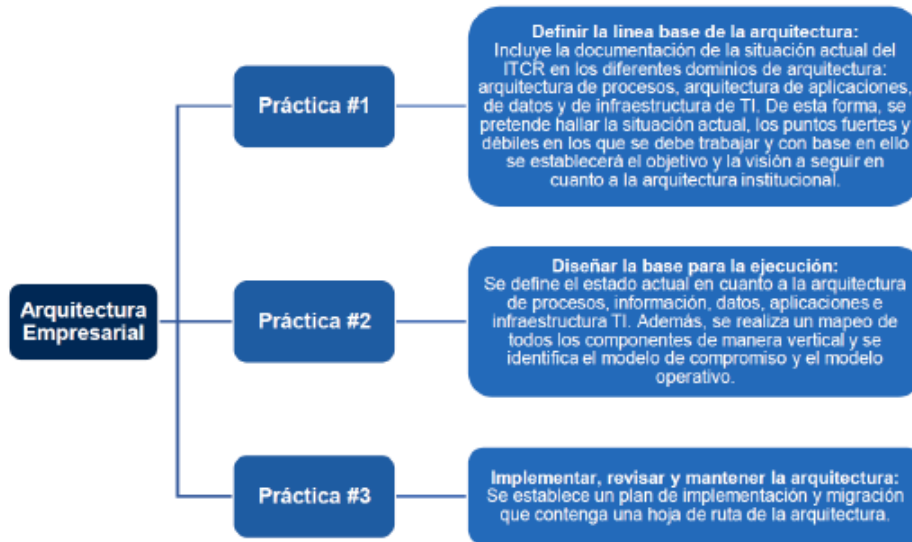 Arquitectura
Empresarial
Práctica #1
Definir la linea base de la arquitectura:
Incluye la documentación de la situación actual del
ITCR en los diferentes dominios de arquitectura:
arquitectura de procesos, arquitectura de aplicaciones,
de datos y de infraestructura de TI. De esta forma, se
pretende hallar la situación actual, los puntos fuertes y
débiles en los que se debe trabajar y con base en ello
se establecerá el objetivo y la visión a seguir en
cuanto a la arquitectura institucional.
Práctica #2
Diseñar la base para la ejecución:
Se define el estado actual en cuanto a la arquitectura
de procesos, información, datos, aplicaciones e
infraestructura TI. Además, se realiza un mapeo de
todos los componentes de manera vertical y se
identifica el modelo de compromiso y el modelo
operativo.
Práctica #3
Implementar, revisar y mantener la arquitectura:
Se establece un plan de implementación y migración
que contenga una hoja de ruta de la arquitectura.